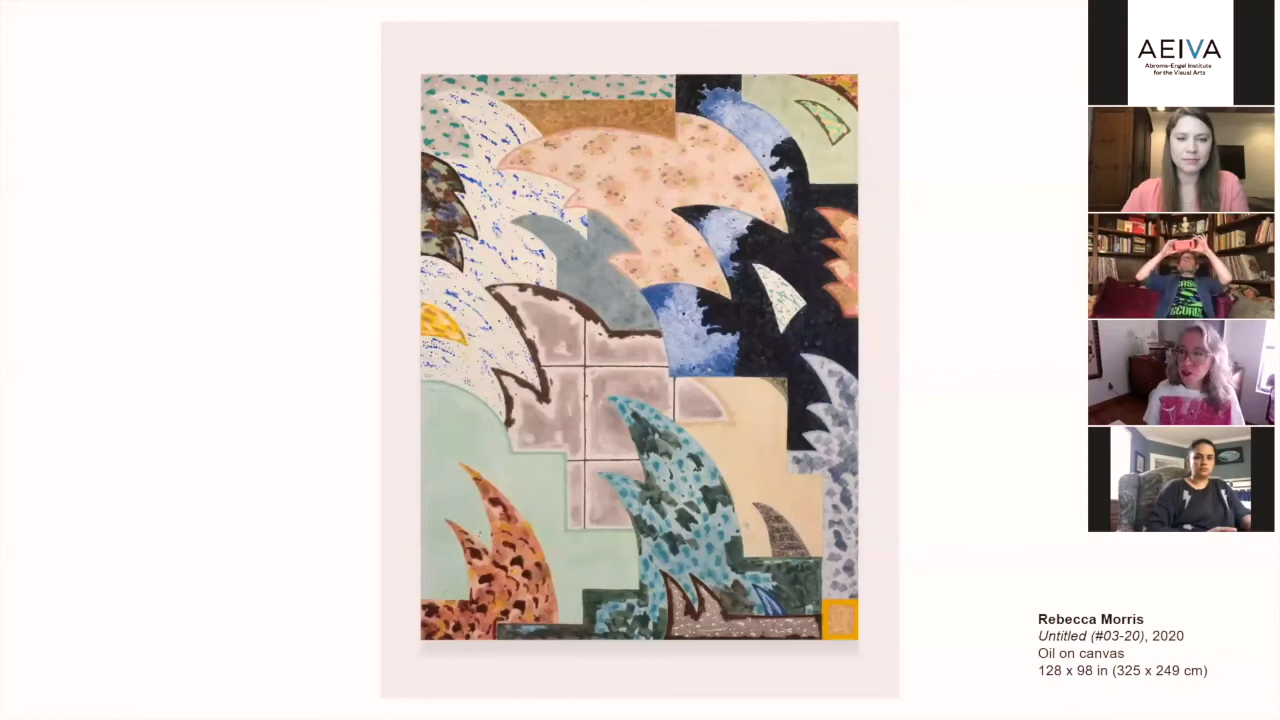 AEIVA
Abroms-Engel Institute
for the Visual Arts
Rebecca Morris
Untitled (#03-20), 2020
Oil on canvas
128 x 98 in (325 x 249 cm)